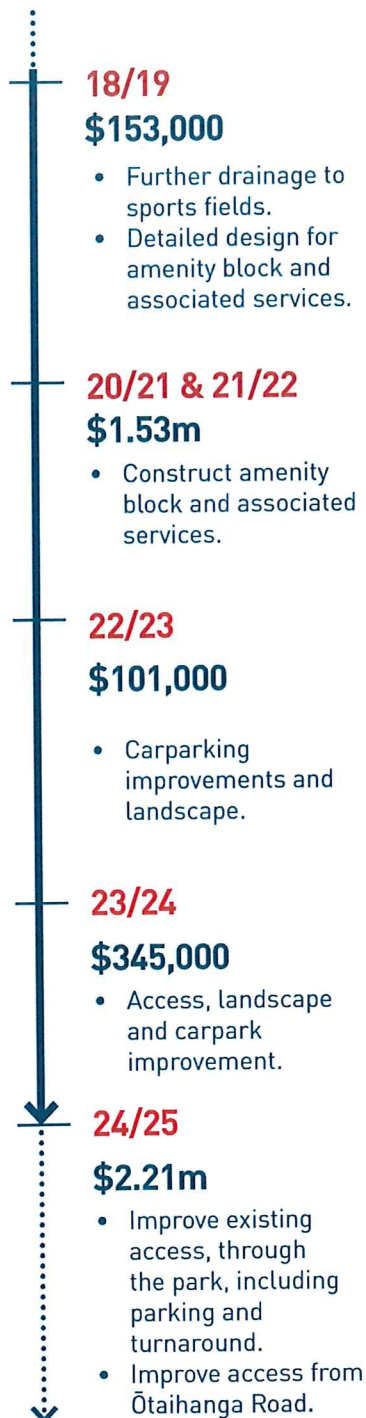 18/19
$153,000
• Further drainage to
sports fields.
• Detailed design for
amenity block and
associated services.
20/21 & 21/22
$1.53m
• Construct amenity
block and associated
services.
22/23
$101,000
• Carparking
improvements and
landscape.
23/24
$345,000
• Access, landscape
and carpark
improvement.
24/25
$2.21m
• Improve existing
access, through
the park, including
parking and
turnaround.
• Improve access from
Ōtaihanga Road.